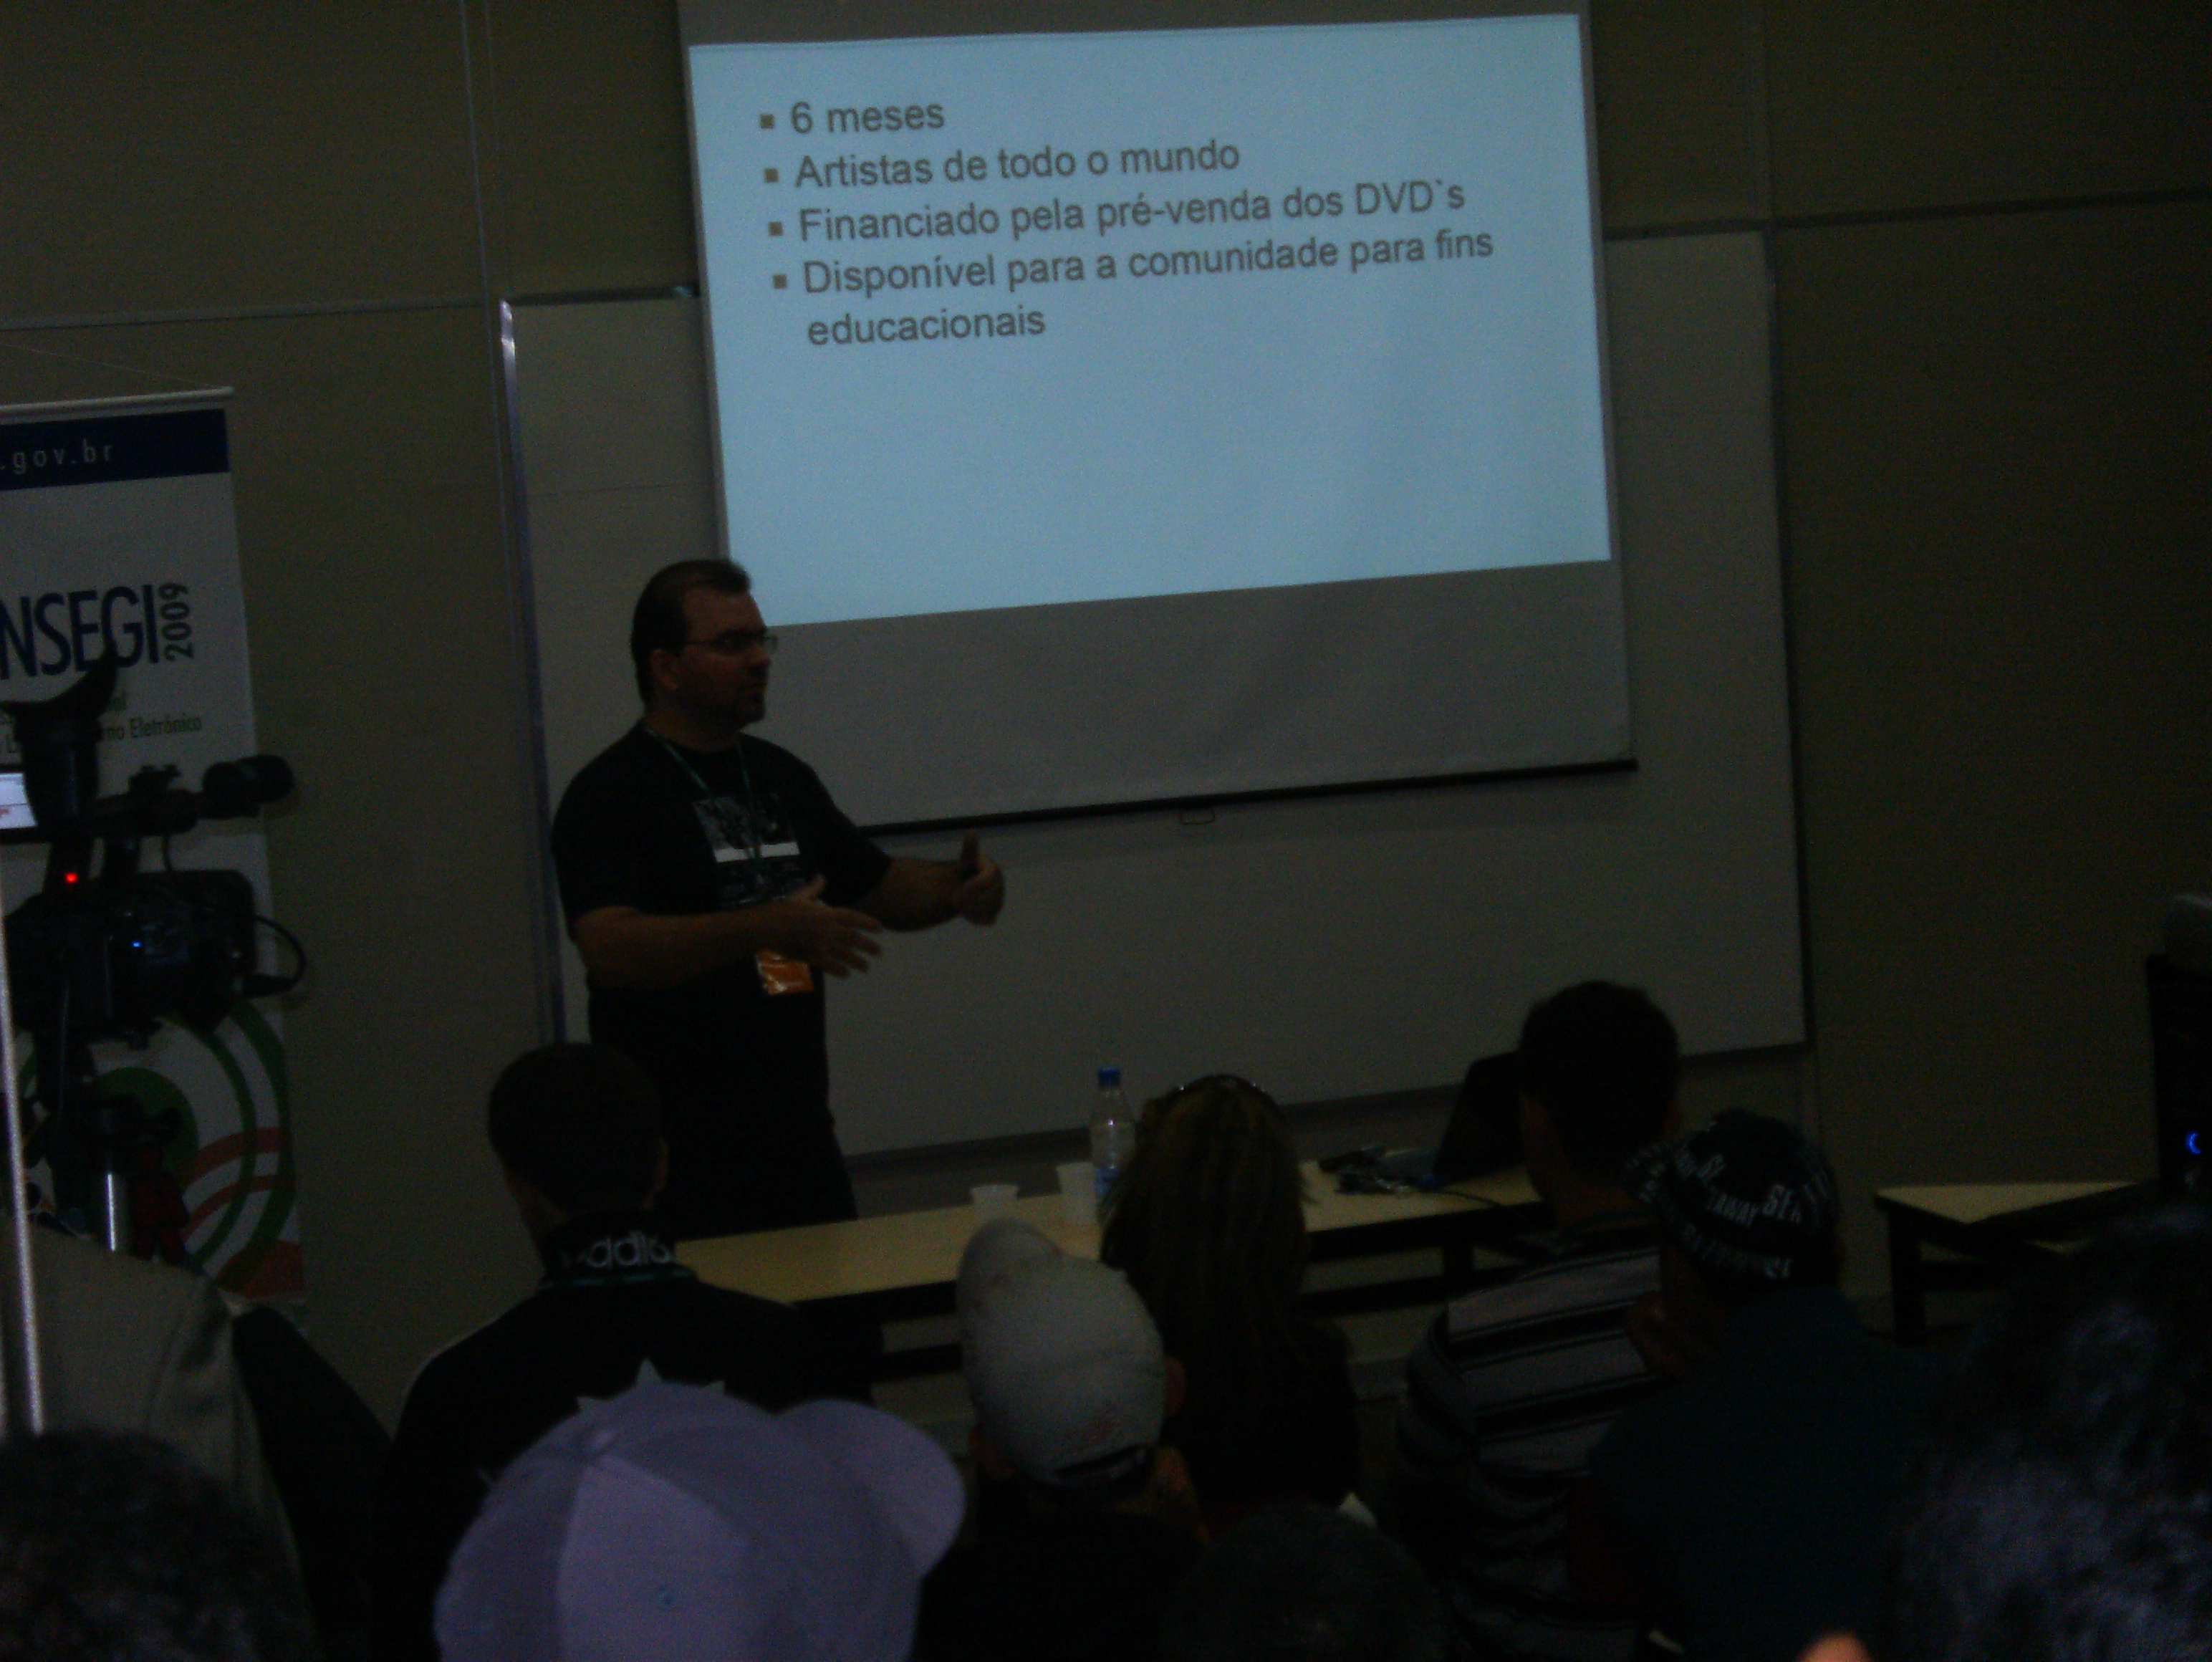 6 meses
Artistas de todo o mundo
Financiado pela pré-venda dos DVD`s
Disponível para a comunidade para fins
educacionais
.gov.br
NSEGI 2009
Eletrônico